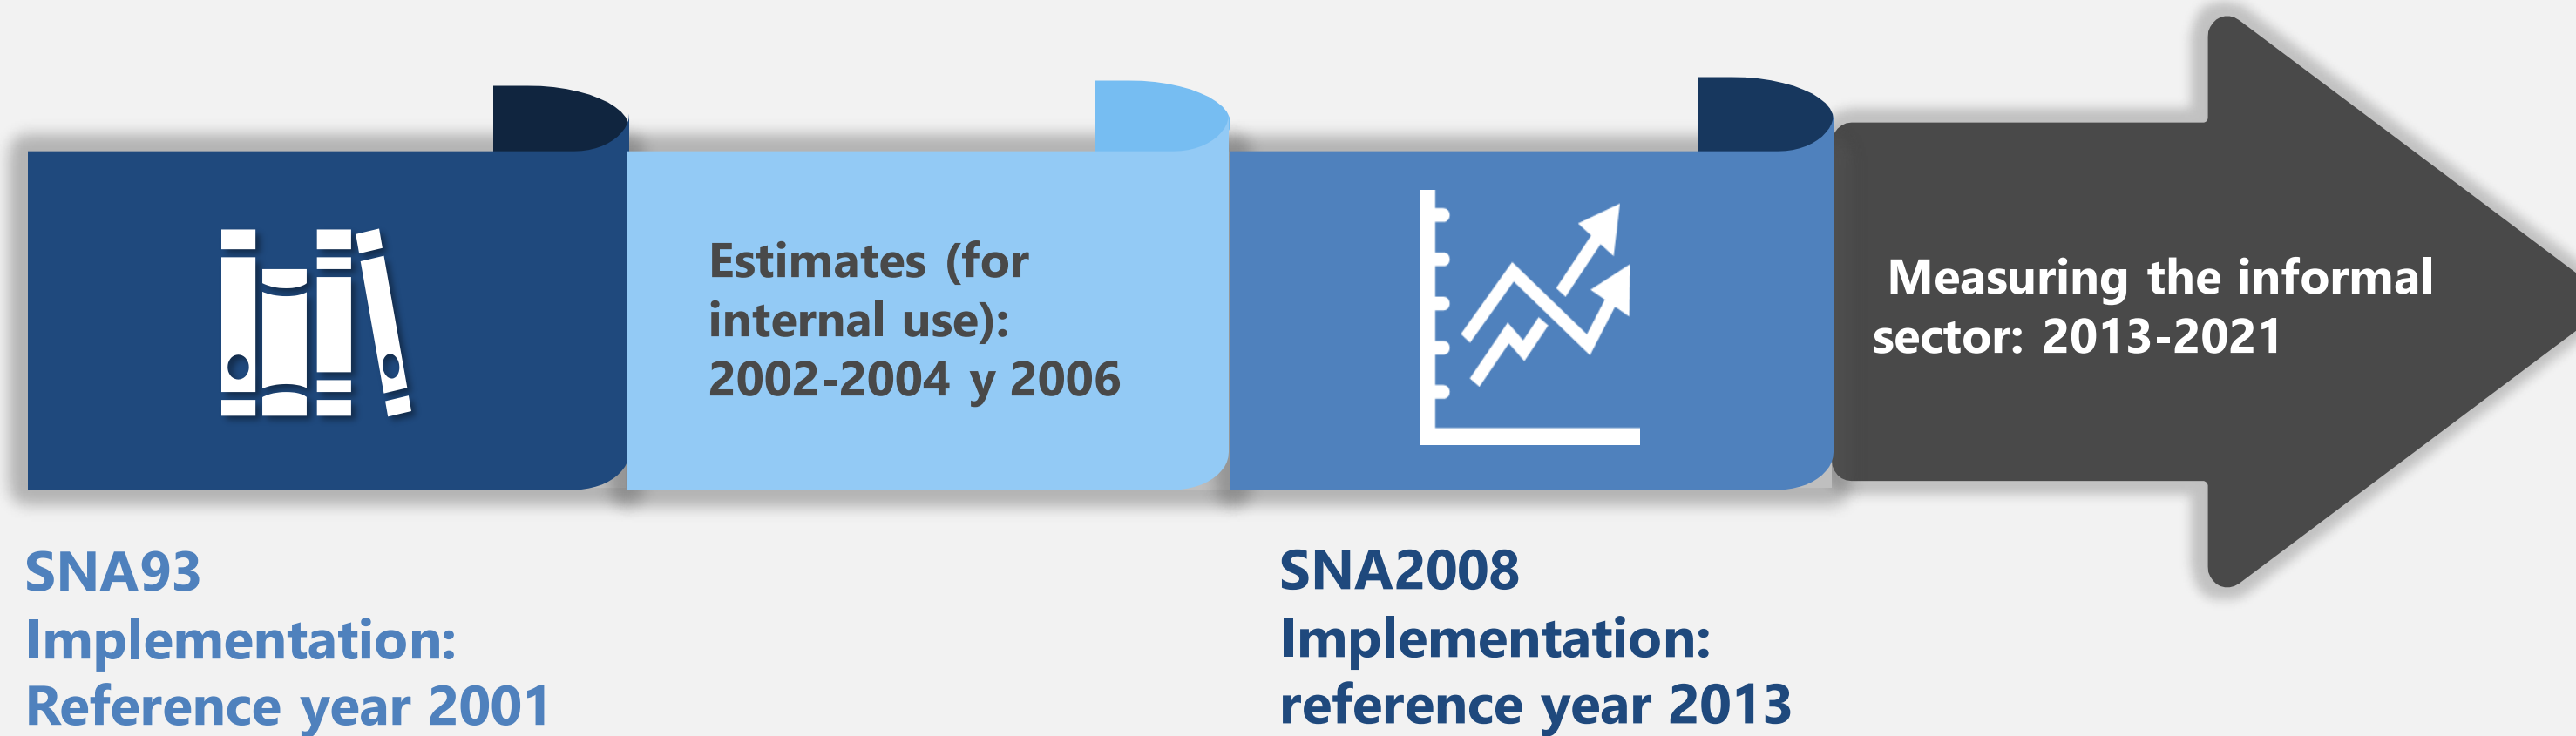 Estimates (for
internal use):
2002-2004 y 2006
Measuring the informal
sector: 2013-2021
SNA93
Implementation:
Reference year 2001
SNA2008
Implementation:
reference year 2013